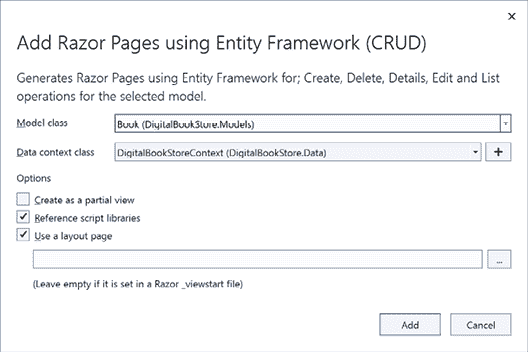 Add Razor Pages using Entity Framework (CRUD)
Generates Razor Pages using Entity Framework for; Create, Delete, Details, Edit and List
operations for the selected model.
Model class
Book (DigitalBookStore.Models)
Data context class
DigitalBookStoreContext (DigitalBookStore.Data)
+
Options
Create as a partial view
Reference script libraries
Use a layout page
...
(Leave empty if it is set in a Razor _viewstart file)
Add
Cancel